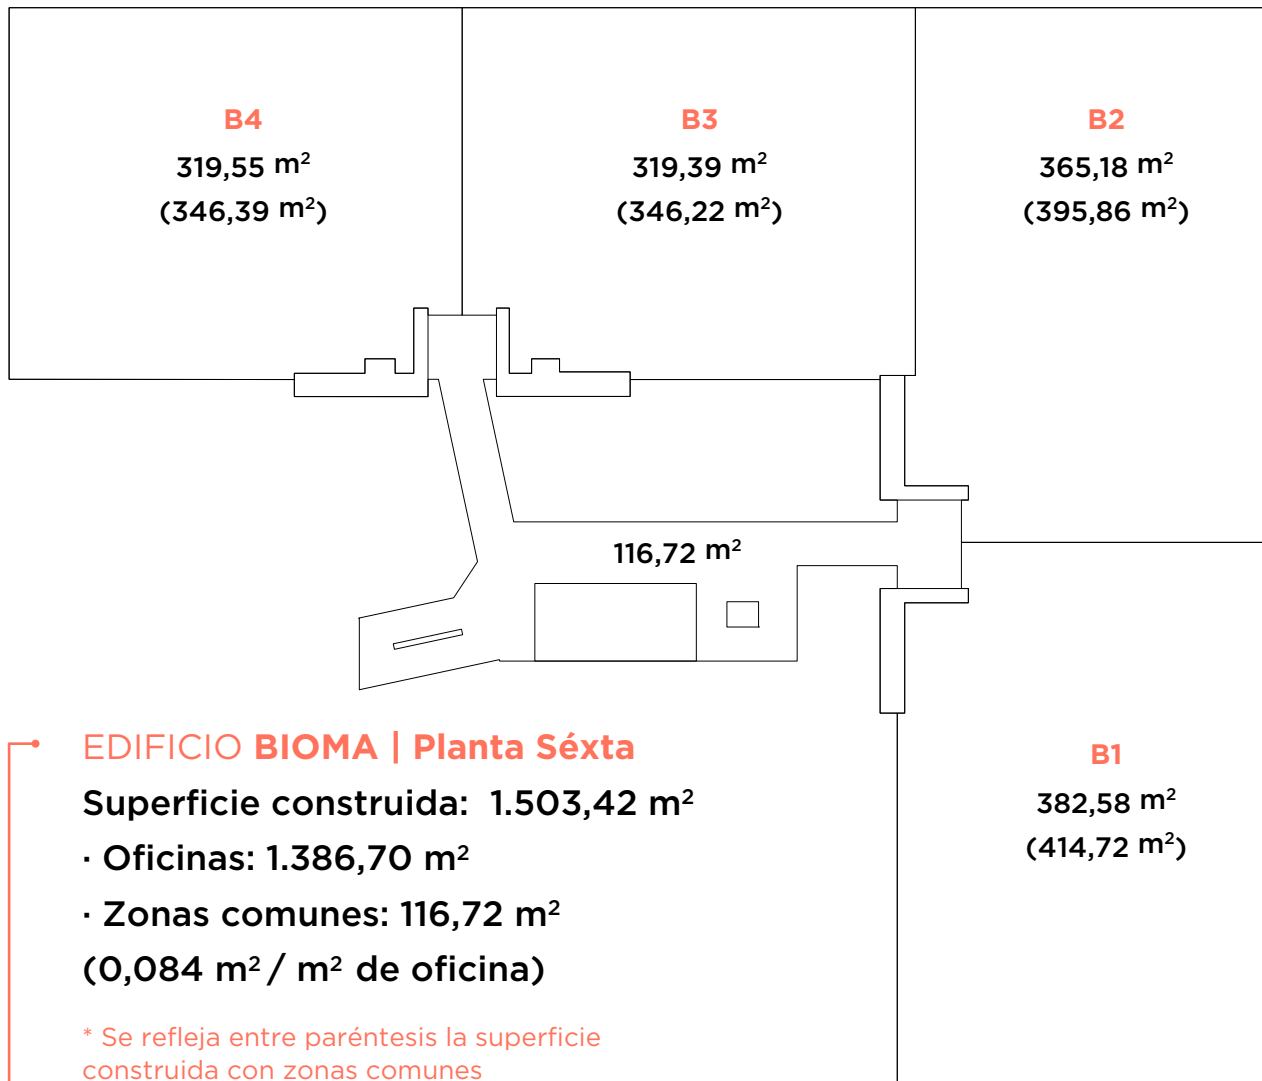 B4
319,55 m²
(346,39 m²)
B3
319,39 m²
(346,22 m²)
B2
365,18 m²
(395,86 m²)
116,72 m²
B1
382,58 m²
(414,72 m²)
EDIFICIO BIOMA | Planta Séxta
Superficie construida: 1.503,42 m²
· Oficinas: 1.386,70 m²
· Zonas comunes: 116,72 m²
(0,084 m² / m² de oficina)
* Se refleja entre paréntesis la superficie
construida con zonas comunes